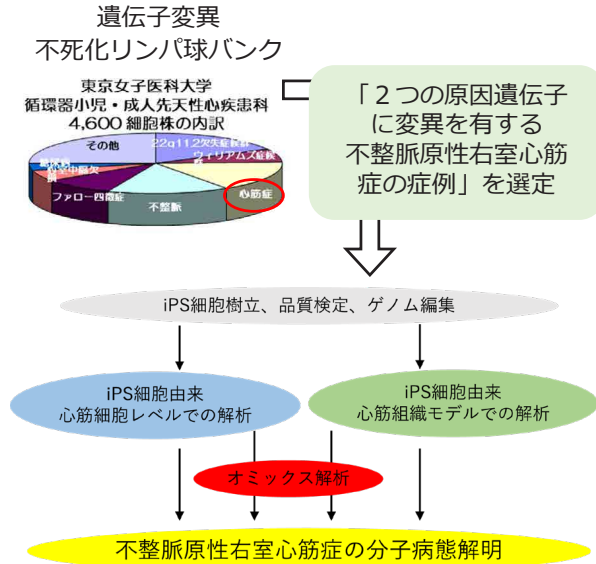 遺伝子変異
不死化リンパ球バンク
東京女子医科大学
循環器小児・成人先天性心疾患科
4,600 細胞株の内訳
その他
22q11.2欠失症候群
ウィリアムズ症候
ファロー四徴症
不整脈
心筋症
「２つの原因遺伝子
に変異を有する
不整脈原性右室心筋
症の症例」を選定
iPS細胞樹立、品質検定、ゲノム編集
iPS細胞由来
心筋細胞レベルでの解析
iPS細胞由来
心筋組織モデルでの解析
オミックス解析
不整脈原性右室心筋症の分子病態解明